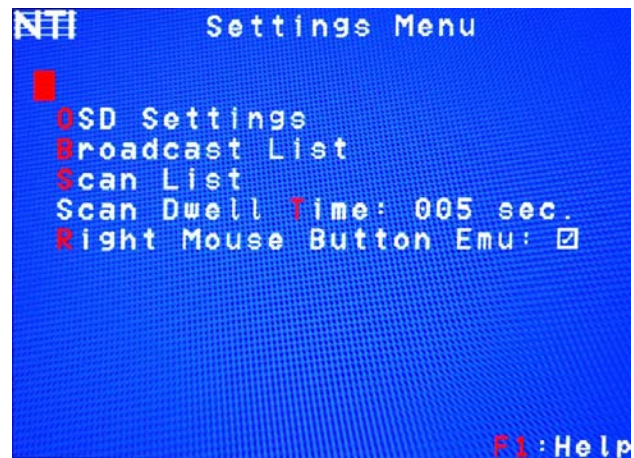 NTI Settings Menu
OSD Settings
Broadcast List
Scan List
Scan Dwell Time: 005 sec.
Right Mouse Button Emu: ☑
F1:Help